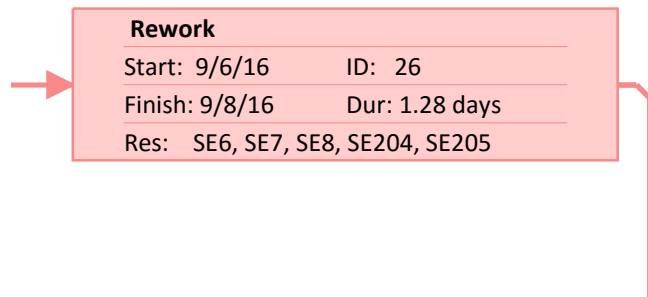 Rework
Start: 9/6/16 ID: 26
Finish: 9/8/16 Dur: 1.28 days
Res: SE6, SE7, SE8, SE204, SE205